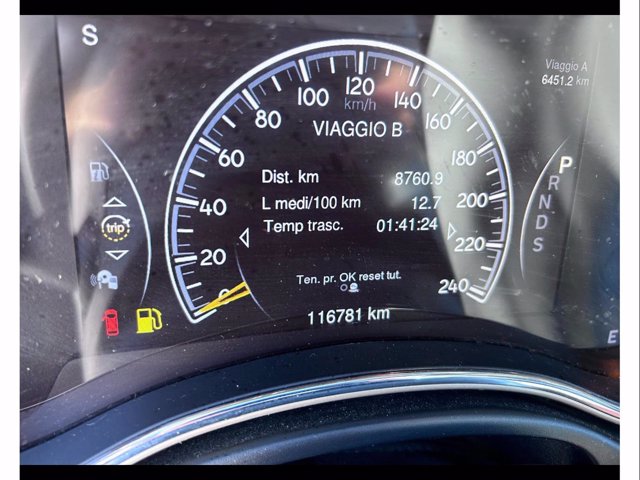 S
Viaggio A
6451.2 km
0
20
40
60
80
100
120
140
160
180
200
220
240
km/h
VIAGGIO B
Dist. km 8760.9
L medi/100 km 12.7
Temp trasc. 01:41:24
trip
Ten. pr. OK reset tut.
116781 km
P
R
N
D
S
E